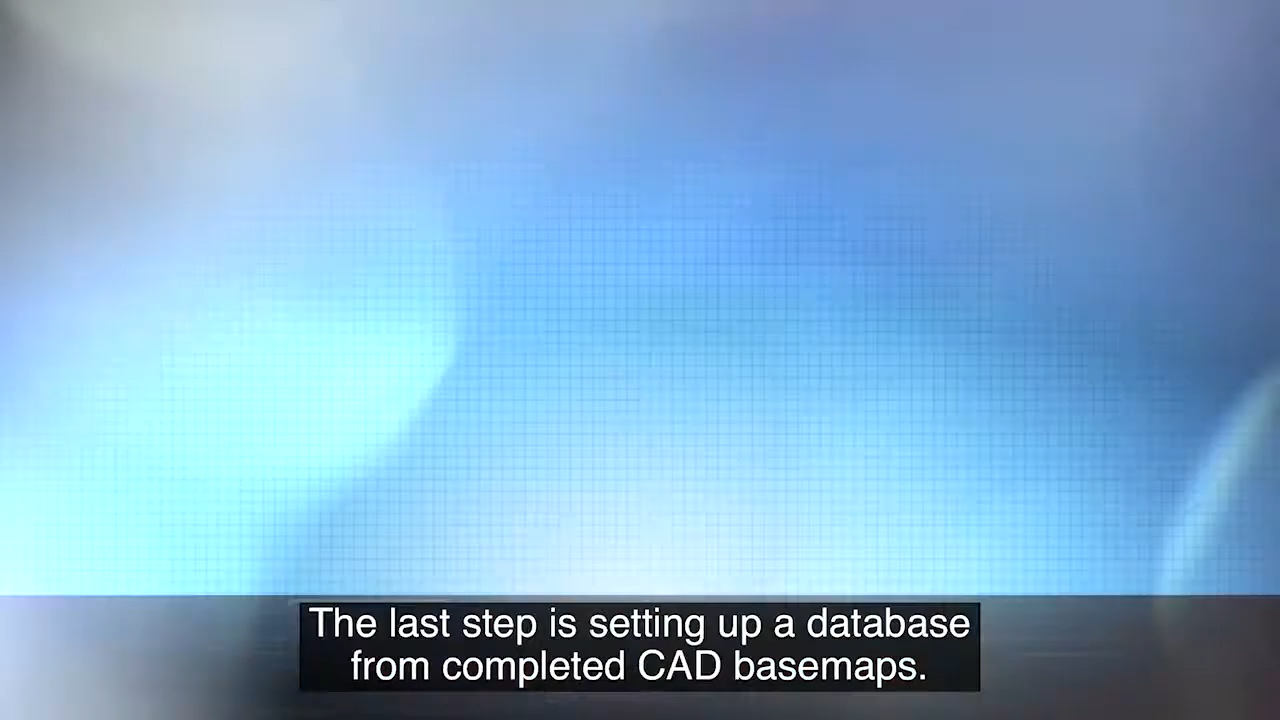 The last step is setting up a database
from completed CAD basemaps.